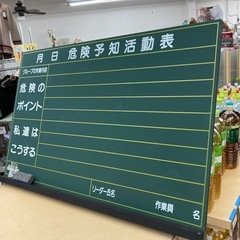 月 日 危険予知活動表
グループ名作業内容
危険の
ポイント
私達は
こうする
リーダー氏名 作業員 名